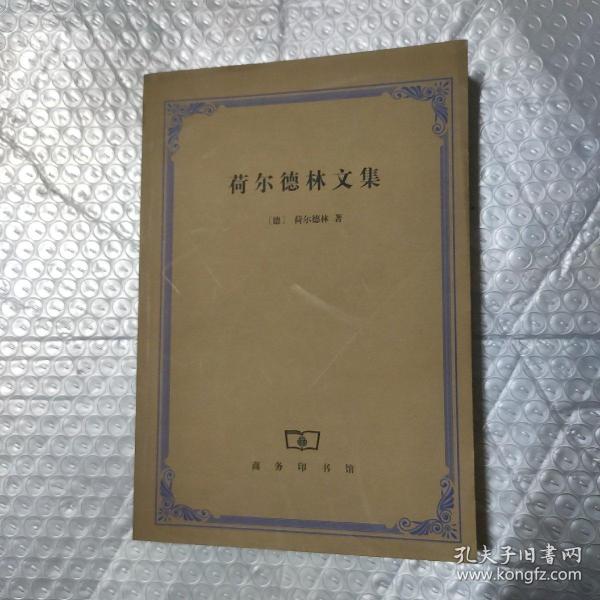 荷尔德林文集
〔德〕 荷尔德林 著
商务印书馆
孔夫子旧书网
www.kongfz.com